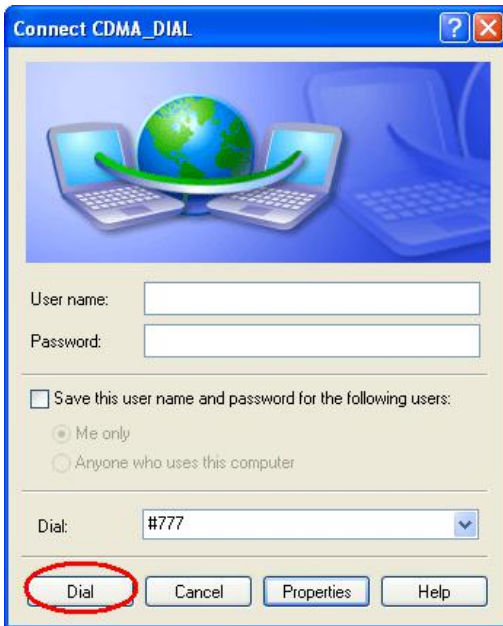 Connect CDMA_DIAL
User name:
Password:
Save this user name and password for the following users:
Me only
Anyone who uses this computer
Dial: #777
Dial Cancel Properties Help